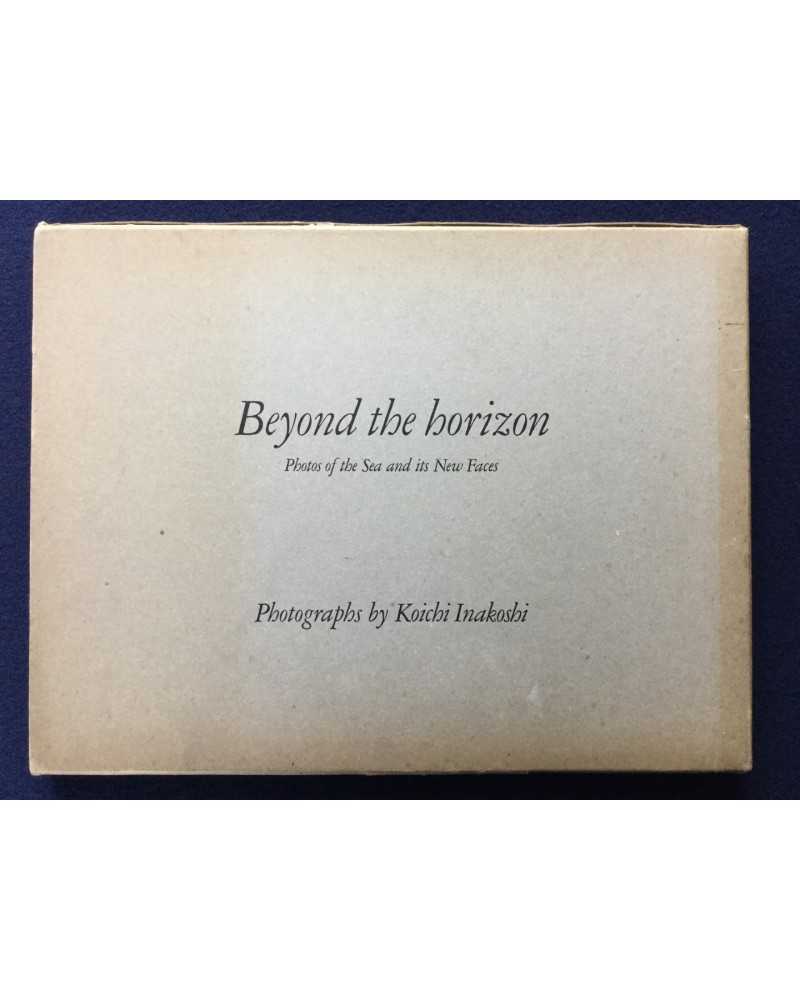 Beyond the horizon
Photos of the Sea and its New Faces
Photographs by Koichi Inakoshi